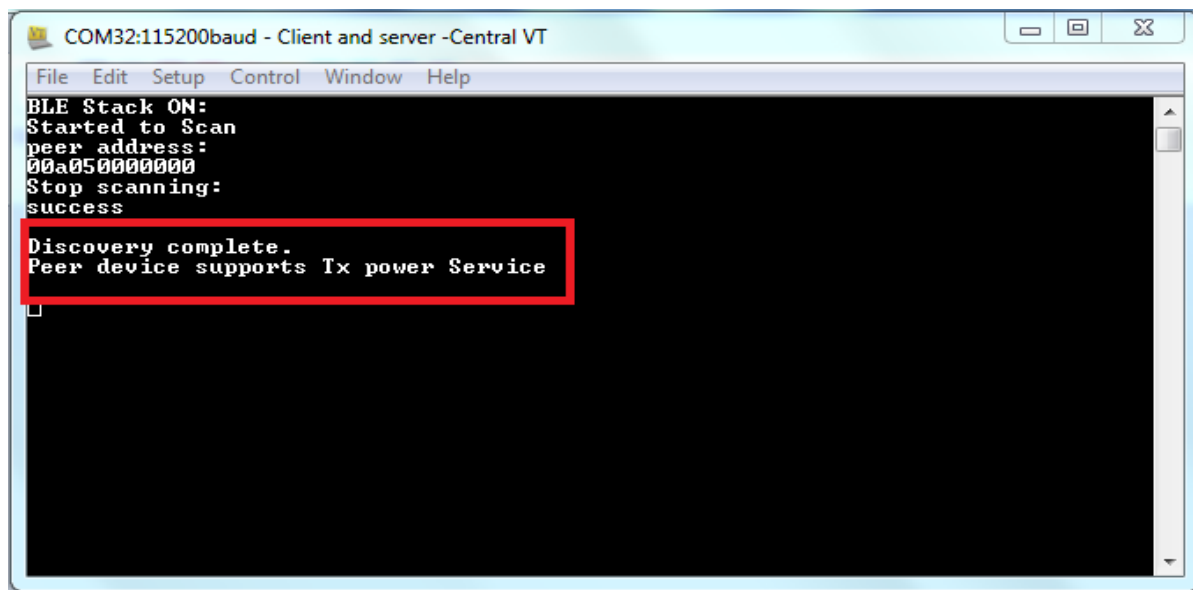 COM32:115200baud - Client and server -Central VT
File Edit Setup Control Window Help
BLE Stack ON:
Started to Scan
peer address:
00a050000000
Stop scanning:
success
Discovery complete.
Peer device supports Tx power Service